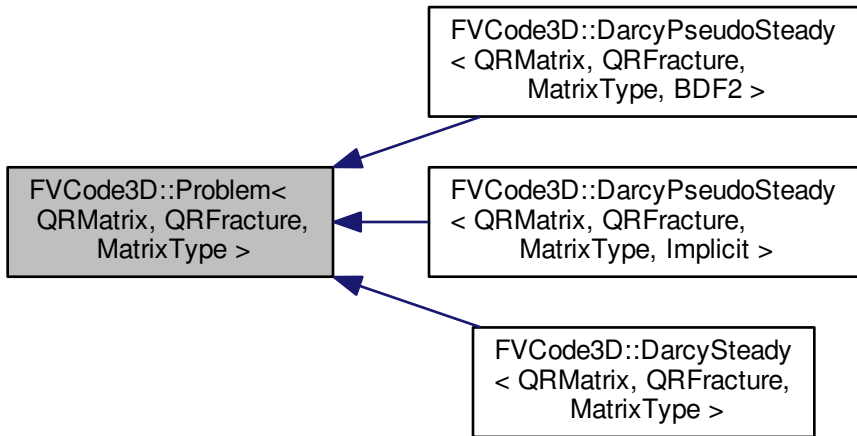 FVCode3D::DarcyPseudoSteady
< QRMatrix, QRFracture,
MatrixType, BDF2 >
FVCode3D::Problem<
QRMatrix, QRFracture,
MatrixType >
FVCode3D::DarcyPseudoSteady
< QRMatrix, QRFracture,
MatrixType, Implicit >
FVCode3D::DarcySteady
< QRMatrix, QRFracture,
MatrixType >